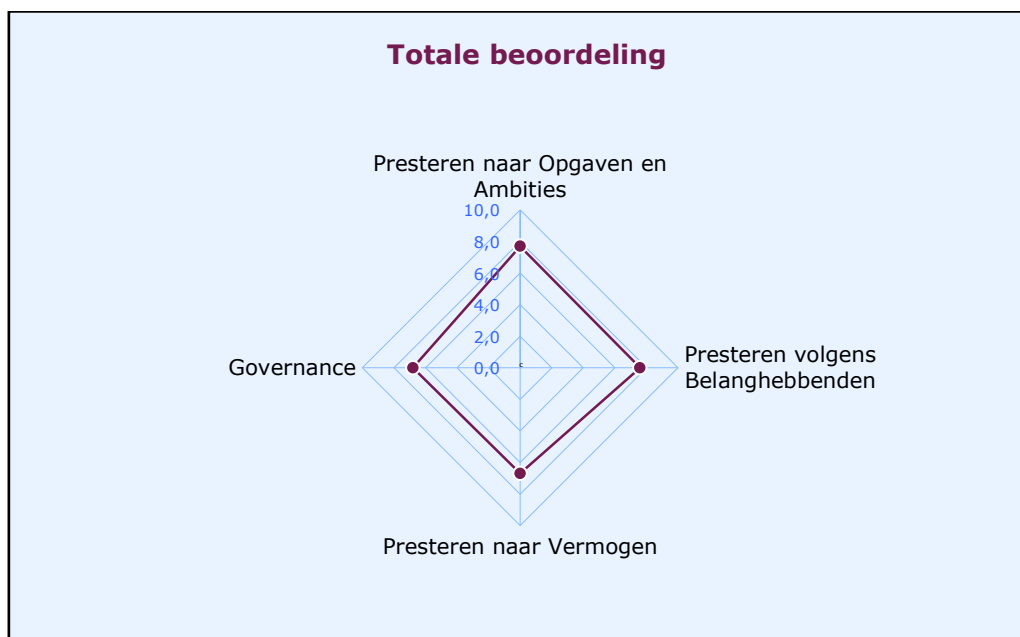 Totale beoordeling
Presteren naar Opgaven en
Ambities
10,0
8,0
6,0
4,0
2,0
0,0
Governance
Presteren volgens
Belanghebbenden
Presteren naar Vermogen